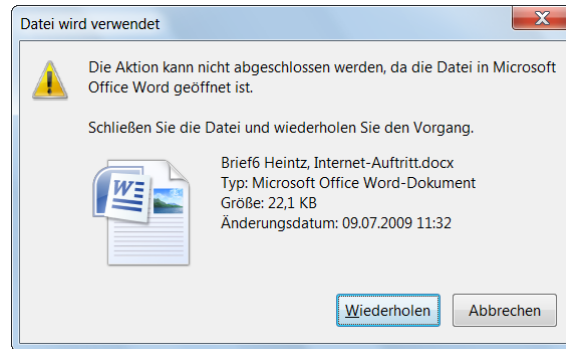 Datei wird verwendet
Die Aktion kann nicht abgeschlossen werden, da die Datei in Microsoft
Office Word geöffnet ist.
Schließen Sie die Datei und wiederholen Sie den Vorgang.
Brief6 Heintz, Internet-Auftritt.docx
Typ: Microsoft Office Word-Dokument
Größe: 22,1 KB
Änderungsdatum: 09.07.2009 11:32
W
Wiederholen
Abbrechen